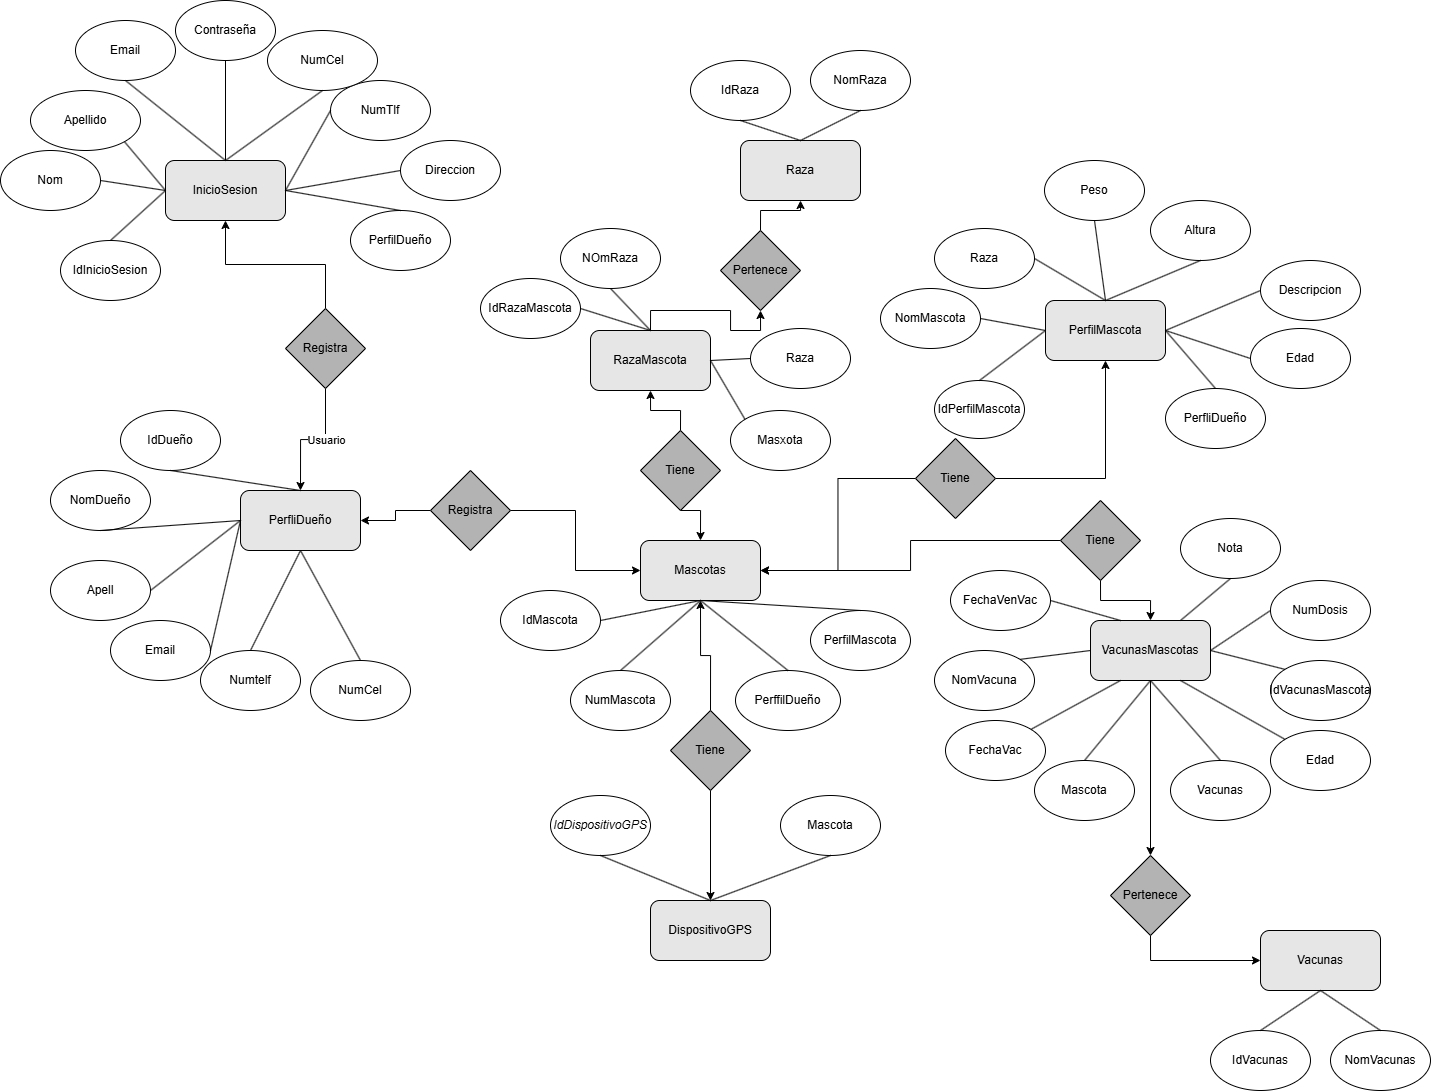 Contraseña
Email
NumCel
NumTlf
Apellido
Nom
InicioSesion
Direccion
PerfilDueño
IdInicioSesion
Registra
Usuario
IdRaza
NomRaza
Raza
Pertenece
NOmRaza
IdRazaMascota
RazaMascota
Raza
Masxota
Tiene
Peso
Altura
Raza
Descripcion
NomMascota
PerfilMascota
Edad
IdPerfilMascota
PerfliDueño
Tiene
IdDueño
NomDueño
PerfliDueño
Apell
Email
Numtelf
NumCel
Registra
Mascotas
IdMascota
PerfilMascota
NumMascota
PerffilDueño
Tiene
IdDispositivoGPS
Mascota
DispositivoGPS
Tiene
Nota
FechaVenVac
NumDosis
VacunasMascotas
NomVacuna
IdVacunasMascota
FechaVac
Edad
Mascota
Vacunas
Pertenece
Vacunas
IdVacunas
NomVacunas